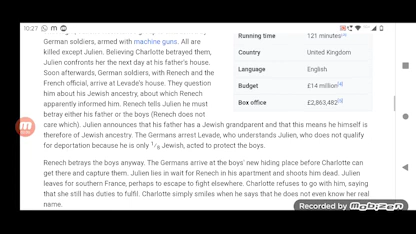 10:27
German soldiers, armed with machine guns. All are
killed except Julien. Believing Charlotte betrayed them,
Julien confronts her the next day at his father's house.
Soon afterwards, German soldiers, with Renech and the
French official, arrive at Levade's house. They question
him about his Jewish ancestry, about which Renech
apparently informed him. Renech tells Julien he must
betray either his father or the boys (Renech does not
care which). Julien announces that his father has a Jewish grandparent and that this means he himself is
therefore of Jewish ancestry. The Germans arrest Levade, who understands Julien, who does not qualify
for deportation because he is only 1/8 Jewish, acted to protect the boys.
Renech betrays the boys anyway. The Germans arrive at the boys' new hiding place before Charlotte can
get there and capture them. Julien lies in wait for Renech in his apartment and shoots him dead. Julien
leaves for southern France; perhaps to escape to fight elsewhere. Charlotte refuses to go with him, saying
that she still has duties to fulfil. Charlotte simply smiles when he says that he does not even know her real
name.
Running time 121 minutes
Country United Kingdom
Language English
Budget £14 million[4]
Box office £2,863,482[5]
Recorded by Mobizen